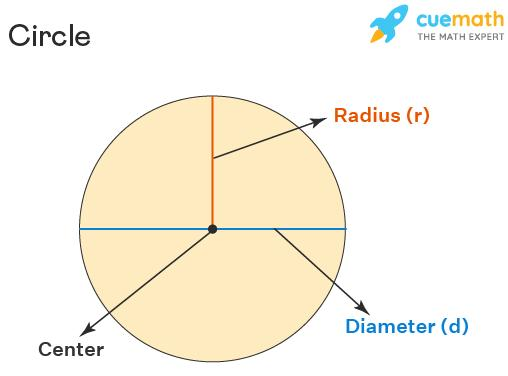 Circle
cuemath
THE MATH EXPERT
Radius (r)
Diameter (d)
Center